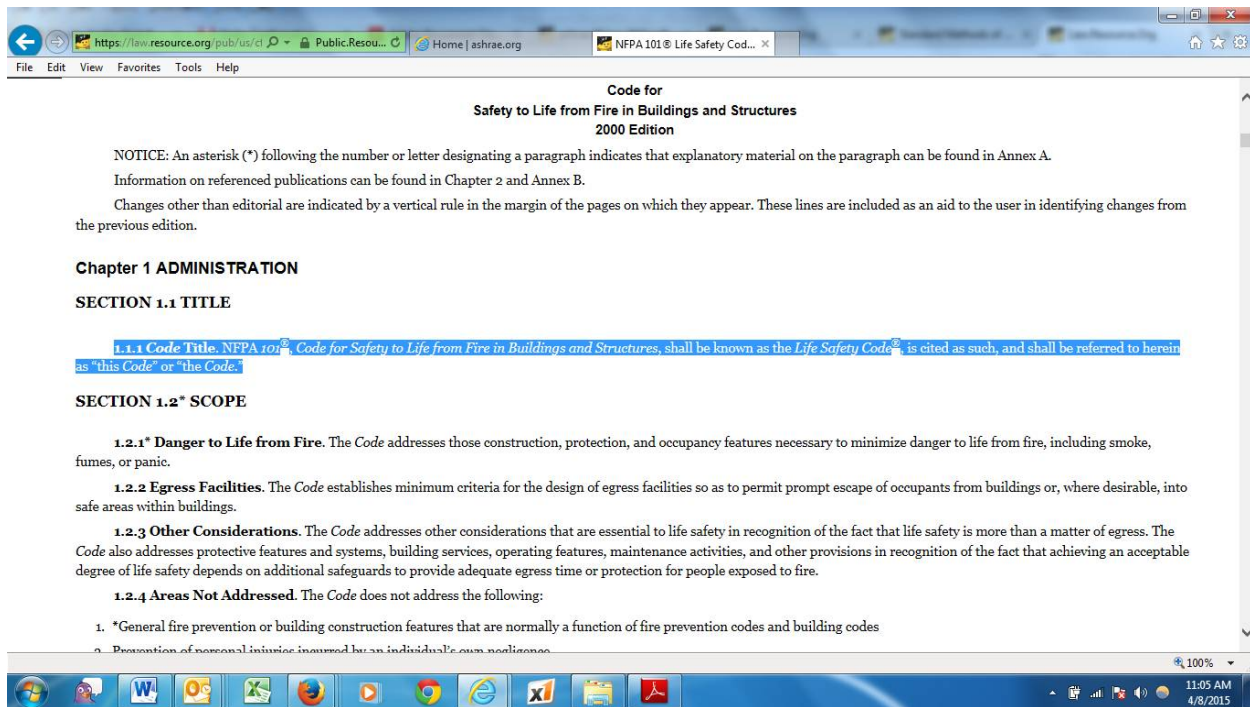 https://law.resource.org/pub/us/cf
Public.Resou...
Home | ashrae.org
NFPA 101® Life Safety Cod...
File Edit View Favorites Tools Help
Code for
Safety to Life from Fire in Buildings and Structures
2000 Edition
NOTICE: An asterisk (*) following the number or letter designating a paragraph indicates that explanatory material on the paragraph can be found in Annex A.
Information on referenced publications can be found in Chapter 2 and Annex B.
Changes other than editorial are indicated by a vertical rule in the margin of the pages on which they appear. These lines are included as an aid to the user in identifying changes from
the previous edition.
Chapter 1 ADMINISTRATION
SECTION 1.1 TITLE
1.1.1 Code Title. NFPA 101®, Code for Safety to Life from Fire in Buildings and Structures, shall be known as the Life Safety Code®, is cited as such, and shall be referred to herein
as “this Code” or “the Code.”
SECTION 1.2* SCOPE
1.2.1* Danger to Life from Fire. The Code addresses those construction, protection, and occupancy features necessary to minimize danger to life from fire, including smoke,
fumes, or panic.
1.2.2 Egress Facilities. The Code establishes minimum criteria for the design of egress facilities so as to permit prompt escape of occupants from buildings or, where desirable, into
safe areas within buildings.
1.2.3 Other Considerations. The Code addresses other considerations that are essential to life safety in recognition of the fact that life safety is more than a matter of egress. The
Code also addresses protective features and systems, building services, operating features, maintenance activities, and other provisions in recognition of the fact that achieving an acceptable
degree of life safety depends on additional safeguards to provide adequate egress time or protection for people exposed to fire.
1.2.4 Areas Not Addressed. The Code does not address the following:
1. *General fire prevention or building construction features that are normally a function of fire prevention codes and building codes
2. Prevention of personal injuries incurred by an individual’s own negligence
100%
11:05 AM
4/8/2015